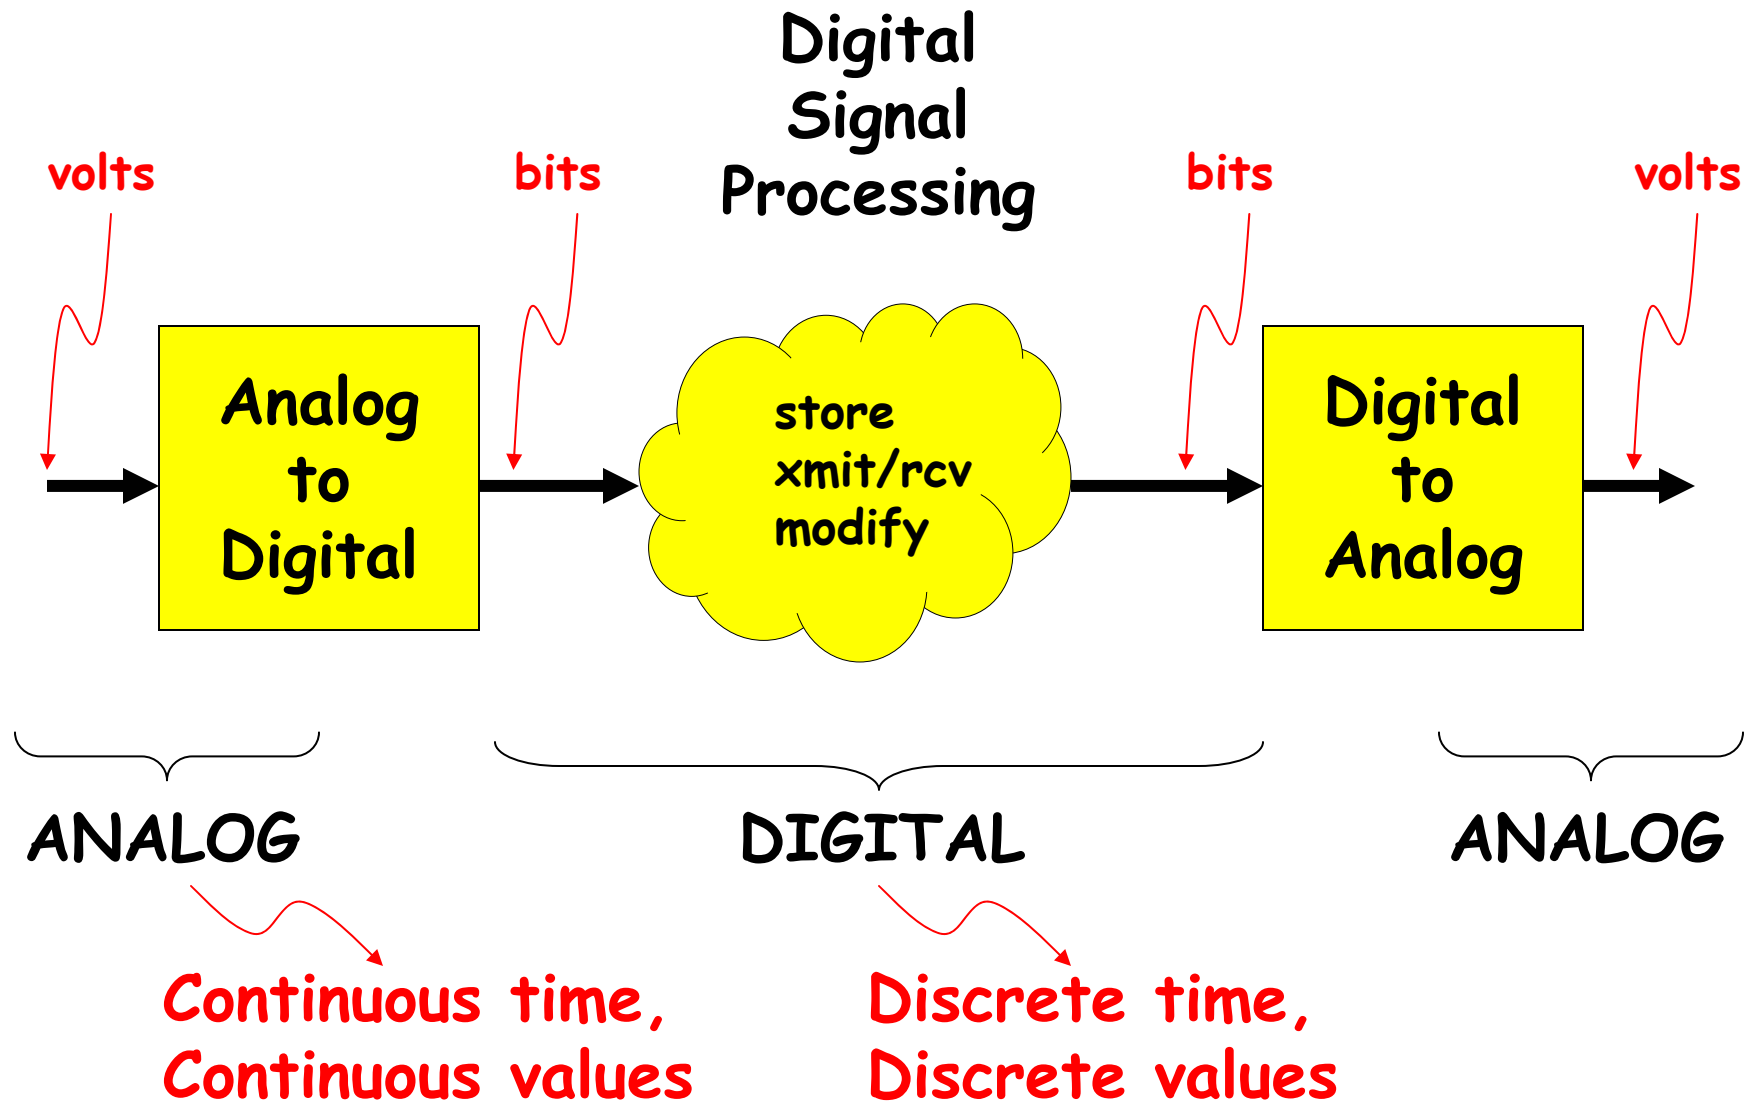 Digital
Signal
Processing
volts
bits
bits
volts
Analog
to
Digital
store
xmit/rcv
modify
Digital
to
Analog
ANALOG
DIGITAL
ANALOG
Continuous time,
Continuous values
Discrete time,
Discrete values